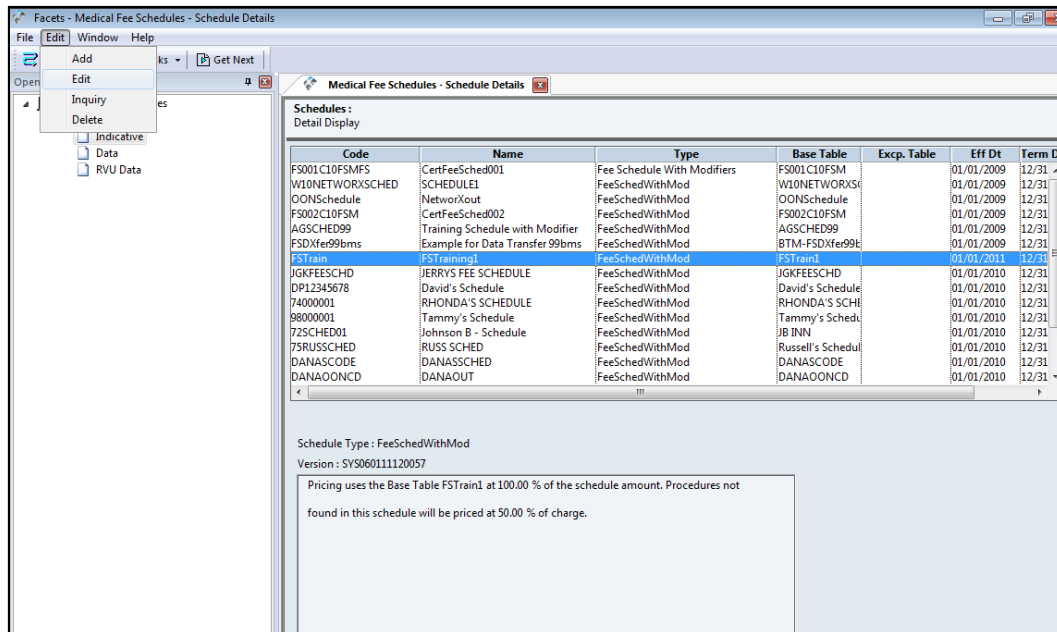 Facets - Medical Fee Schedules - Schedule Details
File Edit Window Help
ks Get Next
Add
Edit
Inquiry
Delete
Open
es
Indicative
Data
RVU Data
Medical Fee Schedules - Schedule Details
Schedules :
Detail Display
Code Name Type Base Table Excp. Table Eff Dt Term D
FS001C10FSMFS CertFeeSched001 Fee Schedule With Modifiers FS001C10FSM 01/01/2009 12/31
W10NETWORXSCHED SCHEDULE1 FeeSchedWithMod W10NETWORXS( 01/01/2009 12/31
OONSchedule NetworXout FeeSchedWithMod OONSchedule 01/01/2009 12/31
FS002C10FSM CertFeeSched002 FeeSchedWithMod FS002C10FSM 01/01/2009 12/31
AGSCHED99 Training Schedule with Modifier FeeSchedWithMod AGSCHED99 01/01/2009 12/31
FSDXfer99bms Example for Data Transfer 99bms FeeSchedWithMod BTM-FSDXfer99b 01/01/2009 12/31
FSTrain FSTraining1 FeeSchedWithMod FSTrain1 01/01/2011 12/31
JGKFEESCHD JERRYS FEE SCHEDULE FeeSchedWithMod JGKFEESCHD 01/01/2010 12/31
DP12345678 David's Schedule FeeSchedWithMod David's Schedule 01/01/2010 12/31
74000001 RHONDA'S SCHEDULE FeeSchedWithMod RHONDA'S SCHE 01/01/2010 12/31
98000001 Tammy's Schedule FeeSchedWithMod Tammy's Schedu 01/01/2010 12/31
72SCHED01 Johnson B - Schedule FeeSchedWithMod JB INN 01/01/2010 12/31
75RUSSCHED RUSS SCHED FeeSchedWithMod Russell's Schedul 01/01/2010 12/31
DANASCODE DANASSCHED FeeSchedWithMod DANASCODE 01/01/2010 12/31
DANAOONCD DANAOUT FeeSchedWithMod DANAOONCD 01/01/2010 12/31
Schedule Type : FeeSchedWithMod
Version : SYS060111120057
Pricing uses the Base Table FSTrain1 at 100.00 % of the schedule amount. Procedures not
found in this schedule will be priced at 50.00 % of charge.